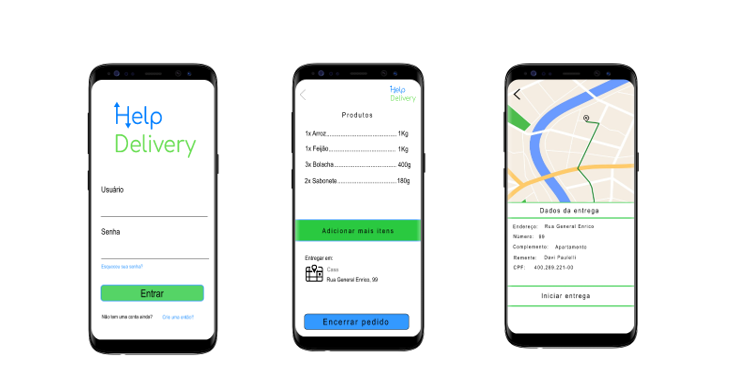 Help
Delivery
Usuário
Senha
Esqueceu sua senha?
Entrar
Não tem uma conta ainda? Crie uma então?
Help
Delivery
Produtos
1x Arroz 1Kg
1x Feijão 1Kg
3x Bolacha 400g
2x Sabonete 180g
Adicionar mais itens
Entregar em:
Casa
Rua General Enrico, 99
Encerrar pedido
Dados da entrega
Endereço: Rua General Enrico
Número: 99
Complemento: Apartamento
Remente: Davi Paulelli
CPF: 400.289.221-00
Iniciar entrega